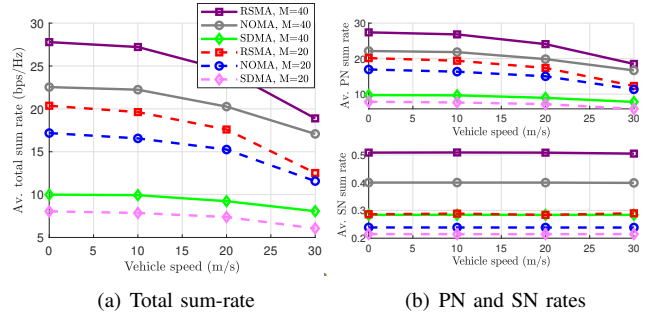 RSMA, M=40
NOMA, M=40
SDMA, M=40
RSMA, M=20
NOMA, M=20
SDMA, M=20
Av. total sum rate (bps/Hz)
30
25
20
15
10
5
0 10 20 30
Vehicle speed (m/s)
(a) Total sum-rate
Av. PN sum rate
30
20
10
0 5 10 15 20 25 30
Vehicle speed (m/s)
Av. SN sum rate
0.5
0.4
0.3
0.2
0 5 10 15 20 25 30
Vehicle speed (m/s)
(b) PN and SN rates